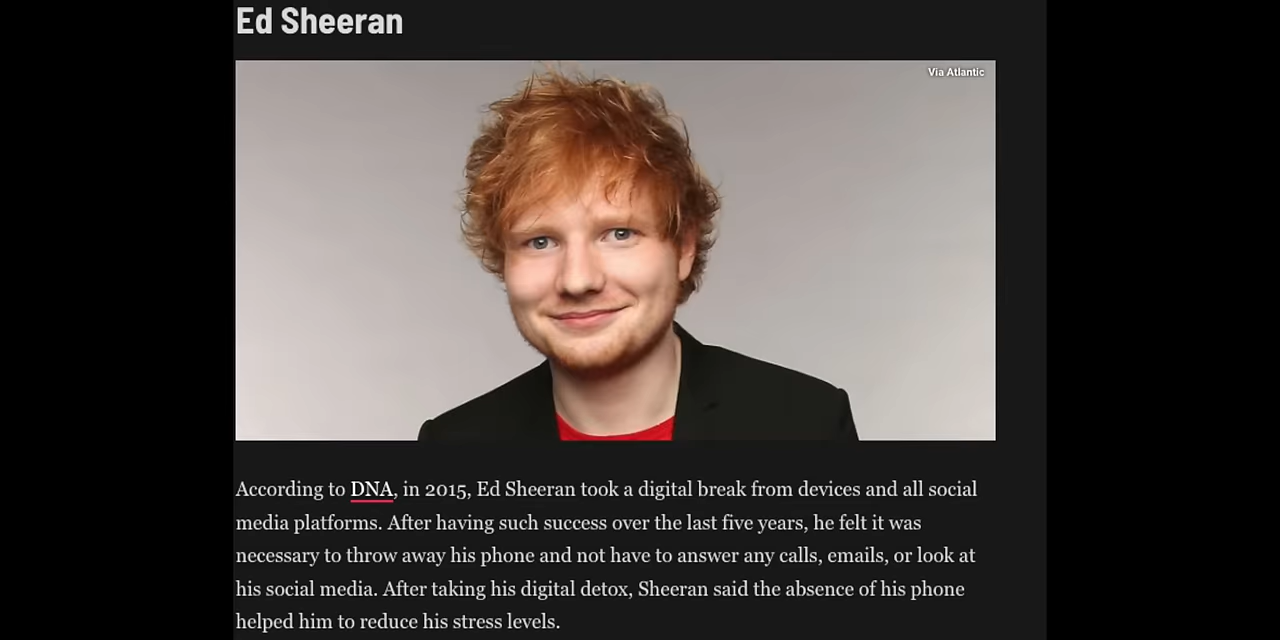 Ed Sheeran
Via Atlantic
According to DNA, in 2015, Ed Sheeran took a digital break from devices and all social
media platforms. After having such success over the last five years, he felt it was
necessary to throw away his phone and not have to answer any calls, emails, or look at
his social media. After taking his digital detox, Sheeran said the absence of his phone
helped him to reduce his stress levels.